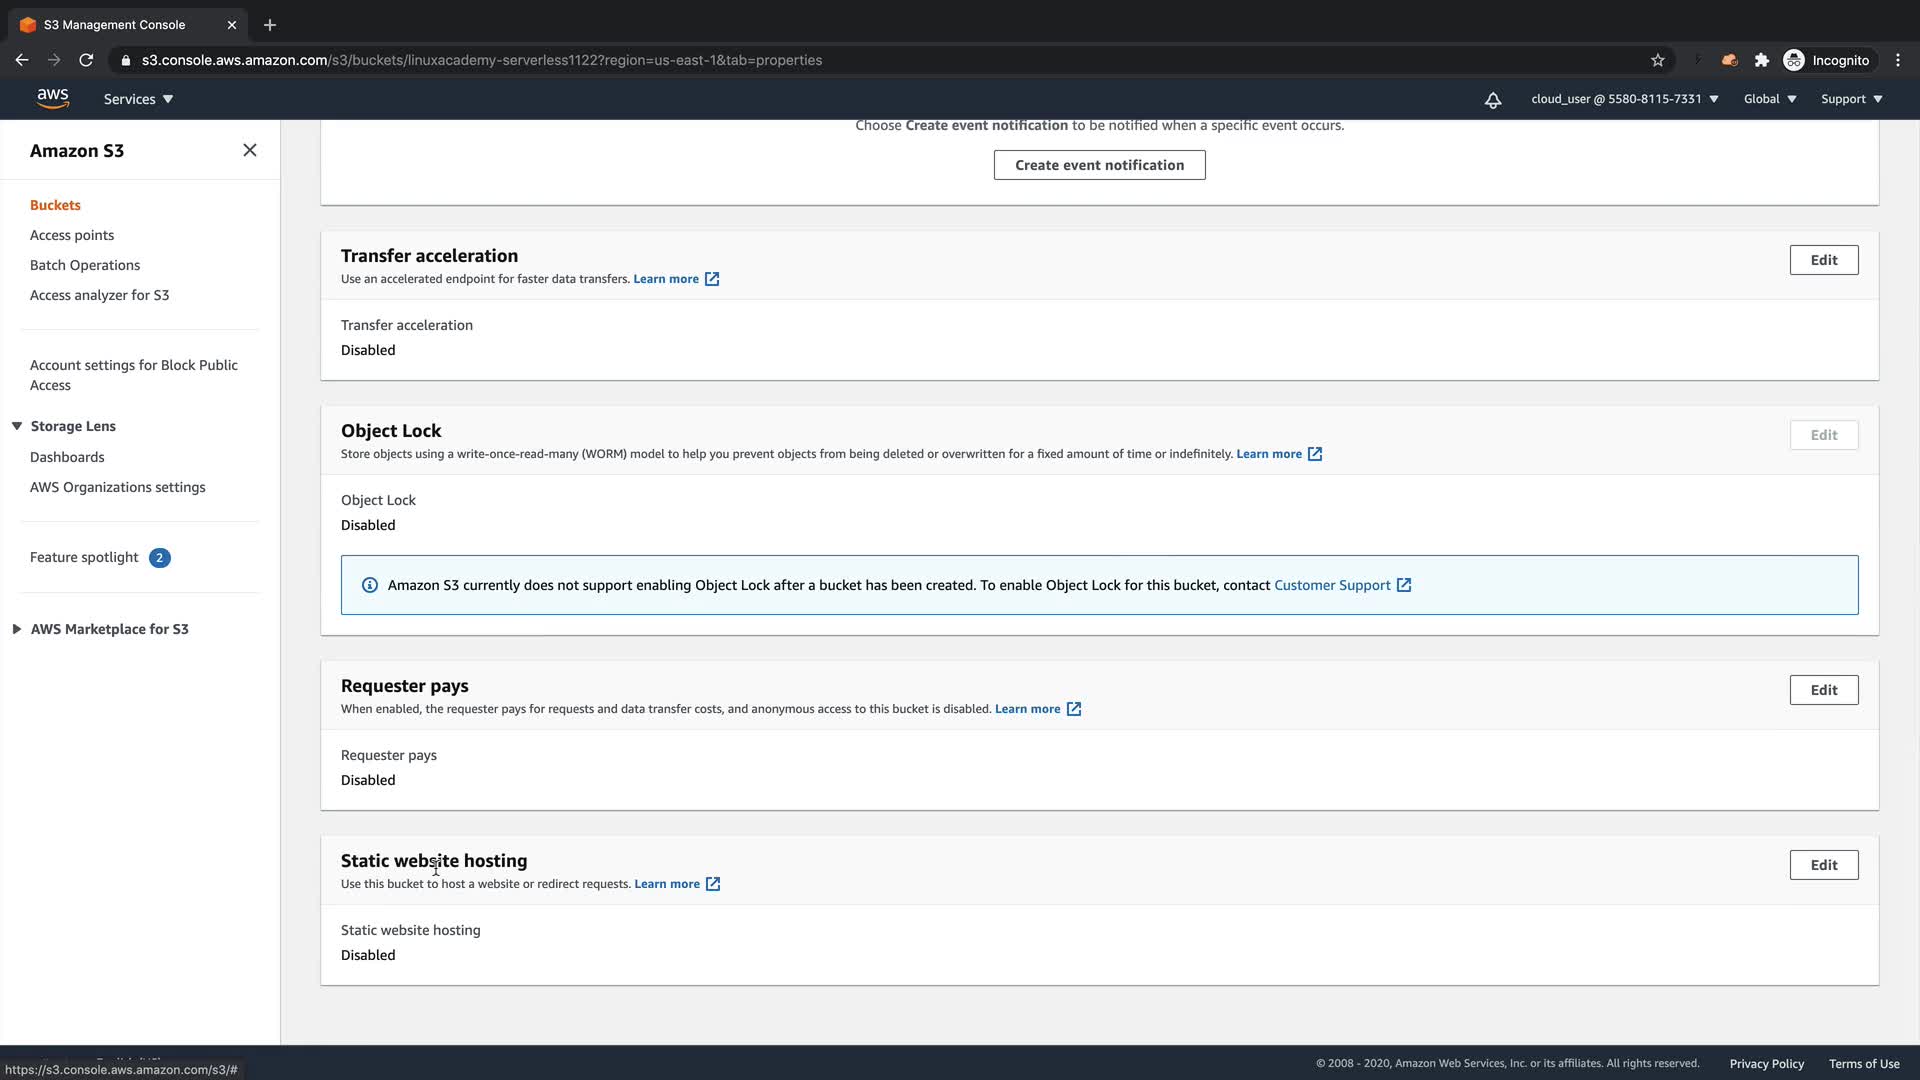 S3 Management Console
s3.console.aws.amazon.com/s3/buckets/linuxacademy-serverless1122?region=us-east-1&tab=properties
Incognito
aws
Services
cloud_user @ 5580-8115-7331
Global
Support
Amazon S3
Buckets
Access points
Batch Operations
Access analyzer for S3
Account settings for Block Public
Access
Storage Lens
Dashboards
AWS Organizations settings
Feature spotlight 2
AWS Marketplace for S3
Choose Create event notification to be notified when a specific event occurs.
Create event notification
Transfer acceleration
Edit
Use an accelerated endpoint for faster data transfers. Learn more
Transfer acceleration
Disabled
Object Lock
Edit
Store objects using a write-once-read-many (WORM) model to help you prevent objects from being deleted or overwritten for a fixed amount of time or indefinitely. Learn more
Object Lock
Disabled
Amazon S3 currently does not support enabling Object Lock after a bucket has been created. To enable Object Lock for this bucket, contact Customer Support
Requester pays
Edit
When enabled, the requester pays for requests and data transfer costs, and anonymous access to this bucket is disabled. Learn more
Requester pays
Disabled
Static website hosting
Edit
Use this bucket to host a website or redirect requests. Learn more
Static website hosting
Disabled
https://s3.console.aws.amazon.com/s3/#
© 2008 - 2020, Amazon Web Services, Inc. or its affiliates. All rights reserved.
Privacy Policy
Terms of Use